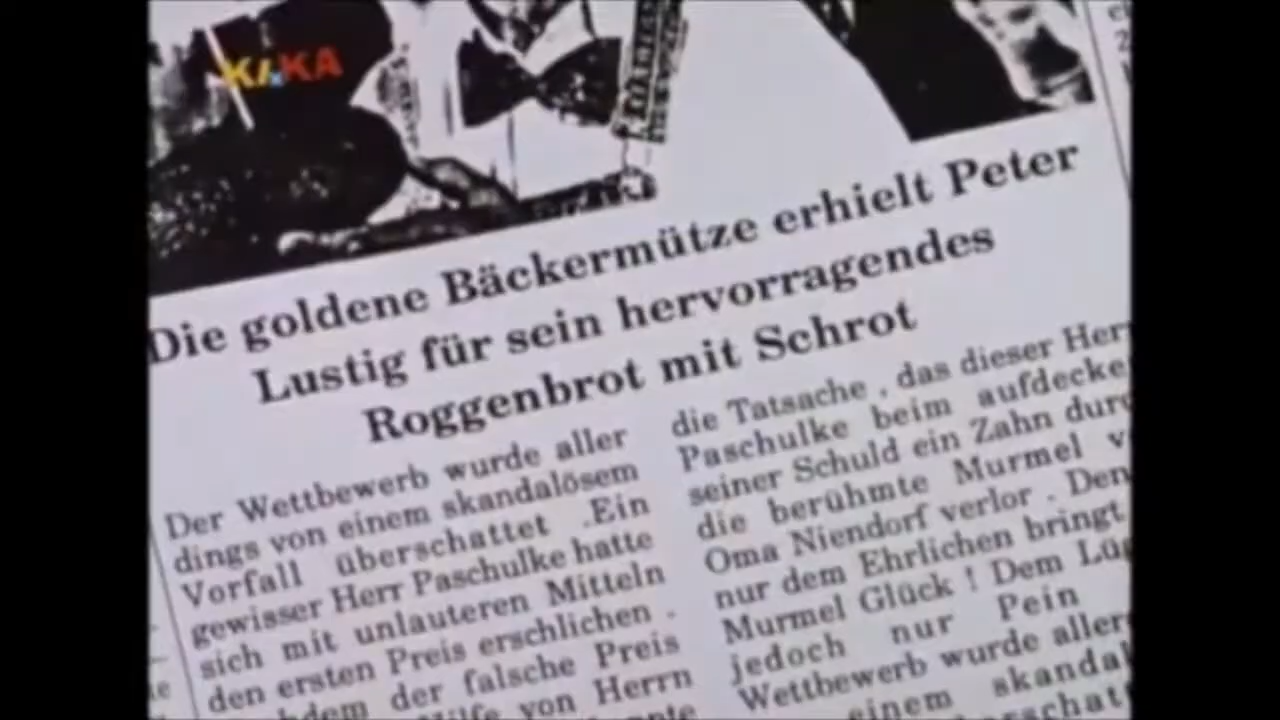 KI.KA
Die goldene Bäckermütze erhielt Peter
Lustig für sein hervorragendes
Roggenbrot mit Schrot
Der Wettbewerb wurde aller
dings von einem skandalösem
Vorfall überschattet .Ein
gewisser Herr Paschulke hatte
sich mit unlauteren Mitteln
den ersten Preis erschlichen .
der falsche Preis
von Herrn
die Tatsache , das dieser Herr
Paschulke beim aufdecke
seiner Schuld ein Zahn durc
die berühmte Murmel v
Oma Niendorf verlor . Den
nur dem Ehrlichen bringt
Murmel Glück ! Dem Lüg
jedoch nur Pein
Wettbewerb wurde aller
einem skandal